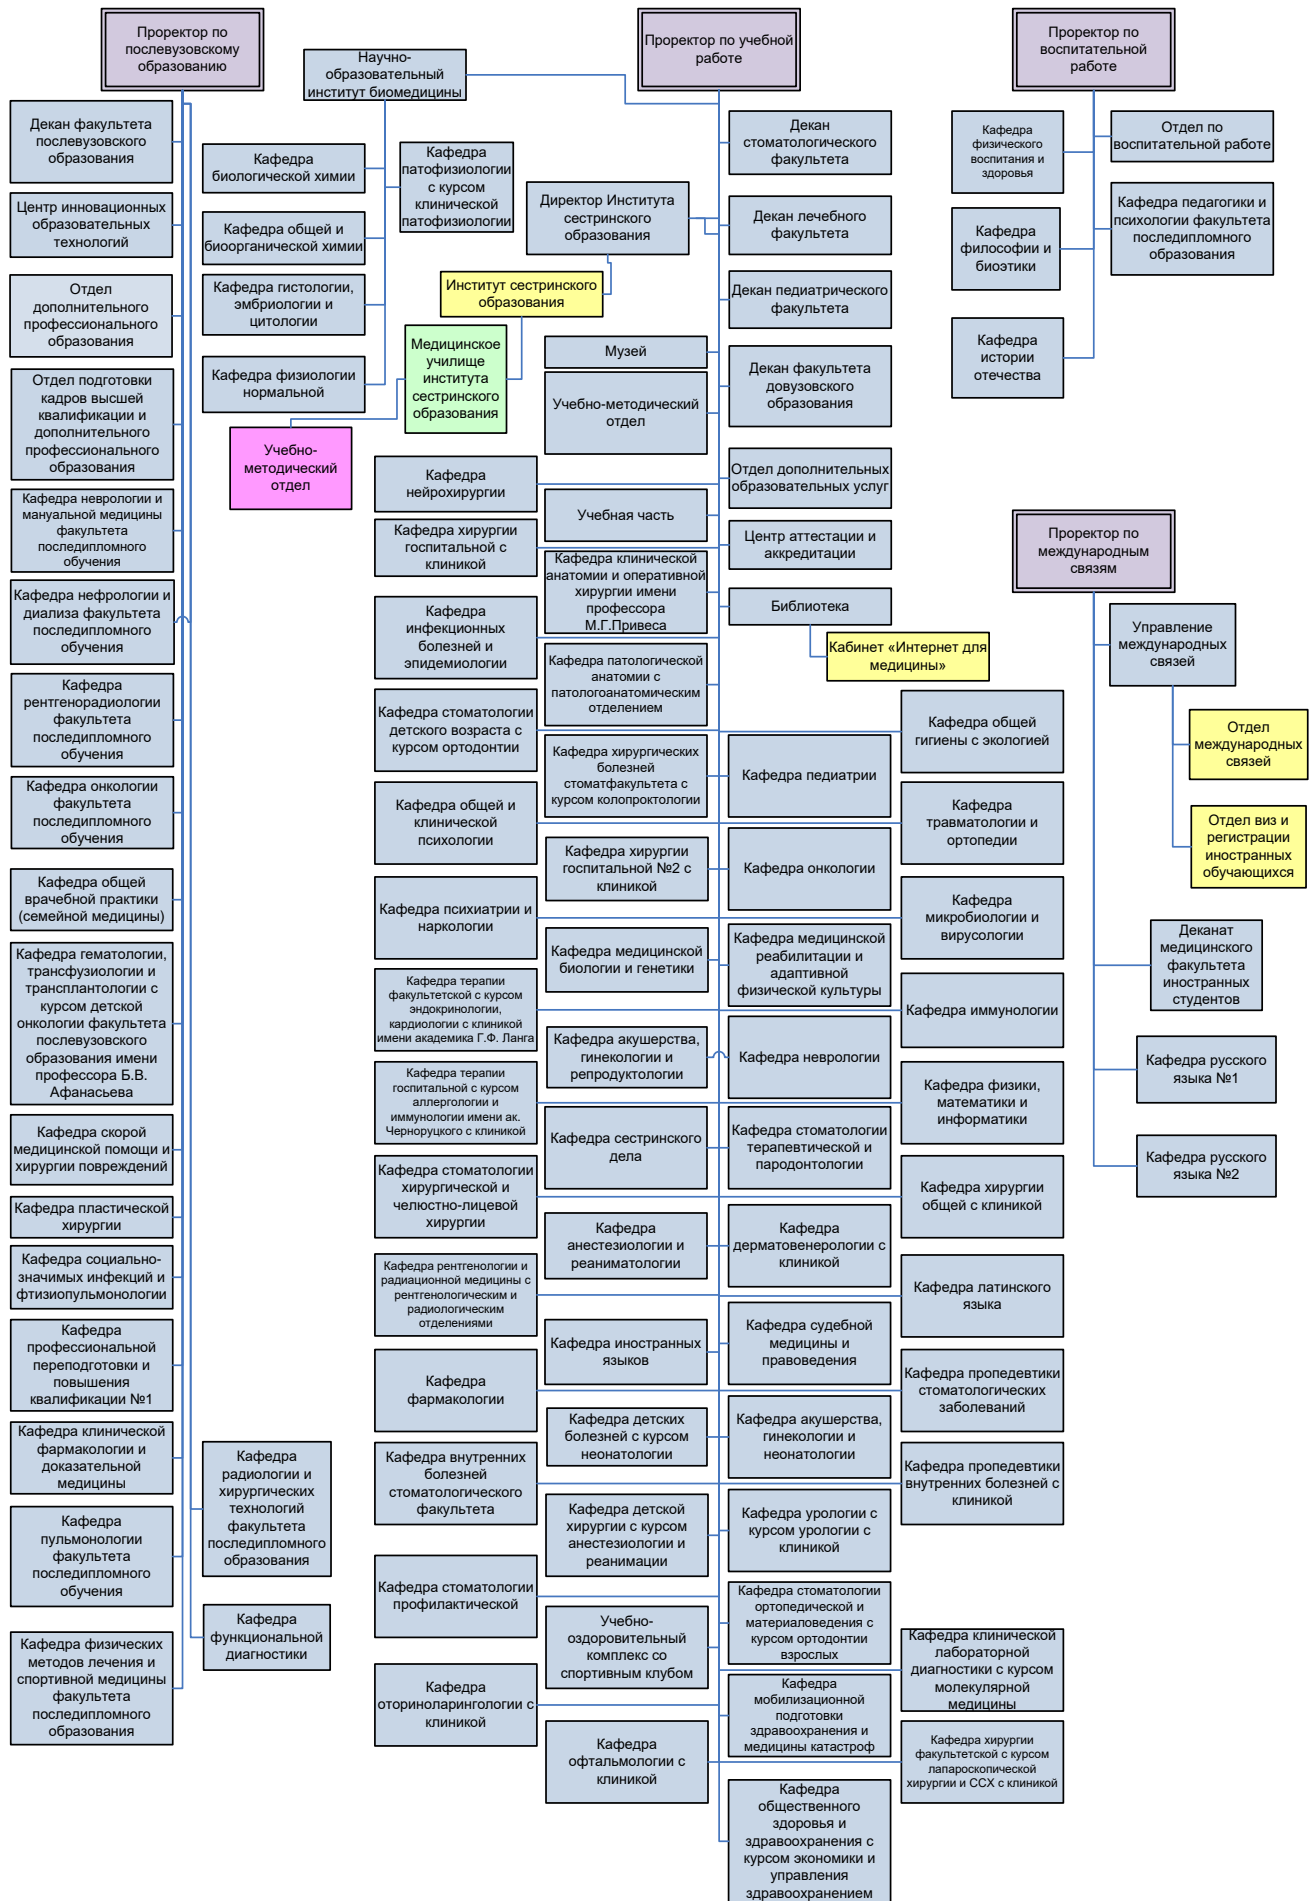 Проректор по
послевузовскому
образованию
Декан факультета
послевузовского
образования
Центр инновационных
образовательных
технологий
Отдел
дополнительного
профессионального
образования
Отдел подготовки
кадров высшей
квалификации и
дополнительного
профессионального
образования
Кафедра неврологии и
мануальной медицины
факультета
последипломного
обучения
Кафедра нефрологии и
диализа факультета
последипломного
обучения
Кафедра
рентгенорадиологии
факультета
последипломного
обучения
Кафедра онкологии
факультета
последипломного
обучения
Кафедра общей
врачебной практики
(семейной медицины)
Кафедра гематологии,
трансфузиологии и
трансплантологии с
курсом детской
онкологии факультета
послевузовского
образования имени
профессора Б.В.
Афанасьева
Кафедра скорой
медицинской помощи и
хирургии повреждений
Кафедра пластической
хирургии
Кафедра социально-
значимых инфекций и
фтизиопульмонологии
Кафедра
профессиональной
переподготовки и
повышения
квалификации №1
Кафедра клинической
фармакологии и
доказательной
медицины
Кафедра
пульмонологии
факультета
последипломного
обучения
Кафедра физических
методов лечения и
спортивной медицины
факультета
последипломного
образования
Кафедра
радиологии и
хирургических
технологий
факультета
последипломного
образования
Кафедра
функциональной
диагностики
Научно-
образовательный
институт биомедицины
Кафедра
биологической химии
Кафедра общей и
биоорганической химии
Кафедра гистологии,
эмбриологии и
цитологии
Кафедра физиологии
нормальной
Кафедра
патофизиологии
с курсом
клинической
патофизиологии
Проректор по учебной
работе
Декан
стоматологического
факультета
Директор Института
сестринского
образования
Декан лечебного
факультета
Институт сестринского
образования
Декан педиатрического
факультета
Медицинское
училище
института
сестринского
образования
Учебно-
методический
отдел
Музей
Декан факультета
довузовского
образования
Учебно-методический
отдел
Кафедра
нейрохирургии
Отдел дополнительных
образовательных услуг
Учебная часть
Кафедра хирургии
госпитальной с
клиникой
Центр аттестации и
аккредитации
Кафедра клинической
анатомии и оперативной
хирургии имени
профессора
М.Г.Привеса
Библиотека
Кабинет «Интернет для
медицины»
Кафедра
инфекционных
болезней и
эпидемиологии
Кафедра патологической
анатомии с
патологоанатомическим
отделением
Кафедра стоматологии
детского возраста с
курсом ортодонтии
Кафедра общей
гигиены с экологией
Кафедра хирургических
болезней
стоматфакультета с
курсом колопроктологии
Кафедра педиатрии
Кафедра общей и
клинической
психологии
Кафедра
травматологии и
ортопедии
Кафедра хирургии
госпитальной №2 с
клиникой
Кафедра онкологии
Кафедра психиатрии и
наркологии
Кафедра
микробиологии и
вирусологии
Кафедра медицинской
биологии и генетики
Кафедра медицинской
реабилитации и
адаптивной
физической культуры
Кафедра терапии
факультетской с курсом
эндокринологии,
кардиологии с клиникой
имени академика Г.Ф. Ланга
Кафедра иммунологии
Кафедра акушерства,
гинекологии и
репродуктологии
Кафедра неврологии
Кафедра терапии
госпитальной с курсом
аллергологии и
иммунологии имени ак.
Черноруцкого с клиникой
Кафедра физики,
математики и
информатики
Кафедра сестринского
дела
Кафедра стоматологии
терапевтической и
пародонтологии
Кафедра стоматологии
хирургической и
челюстно-лицевой
хирургии
Кафедра хирургии
общей с клиникой
Кафедра
анестезиологии и
реаниматологии
Кафедра
дерматовенерологии с
клиникой
Кафедра рентгенологии и
радиационной медицины с
рентгенологическим и
радиологическим
отделениями
Кафедра латинского
языка
Кафедра иностранных
языков
Кафедра судебной
медицины и
правоведения
Кафедра
фармакологии
Кафедра пропедевтики
стоматологических
заболеваний
Кафедра детских
болезней с курсом
неонатологии
Кафедра акушерства,
гинекологии и
неонатологии
Кафедра внутренних
болезней
стоматологического
факультета
Кафедра пропедевтики
внутренних болезней с
клиникой
Кафедра детской
хирургии с курсом
анестезиологии и
реанимации
Кафедра урологии с
курсом урологии с
клиникой
Кафедра стоматологии
профилактической
Кафедра стоматологии
ортопедической и
материаловедения с
курсом ортодонтии
взрослых
Учебно-
оздоровительный
комплекс со
спортивным клубом
Кафедра клинической
лабораторной
диагностики с курсом
молекулярной
медицины
Кафедра
оториноларингологии с
клиникой
Кафедра
мобилизационной
подготовки
здравоохранения и
медицины катастроф
Кафедра
офтальмологии с
клиникой
Кафедра хирургии
факультетской с курсом
лапароскопической
хирургии и ССХ с клиникой
Кафедра
общественного
здоровья и
здравоохранения с
курсом экономики и
управления
здравоохранением
Проректор по
воспитательной
работе
Кафедра
физического
воспитания и
здоровья
Отдел по
воспитательной работе
Кафедра
философии и
биоэтики
Кафедра педагогики и
психологии факультета
последипломного
образования
Кафедра
истории
отечества
Проректор по
международным
связям
Управление
международных
связей
Отдел
международных
связей
Отдел виз и
регистрации
иностранных
обучающихся
Деканат
медицинского
факультета
иностранных
студентов
Кафедра русского
языка №1
Кафедра русского
языка №2